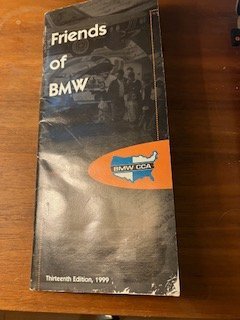 Friends
of
BMW
BMW CCA
Thirteenth Edition, 1999